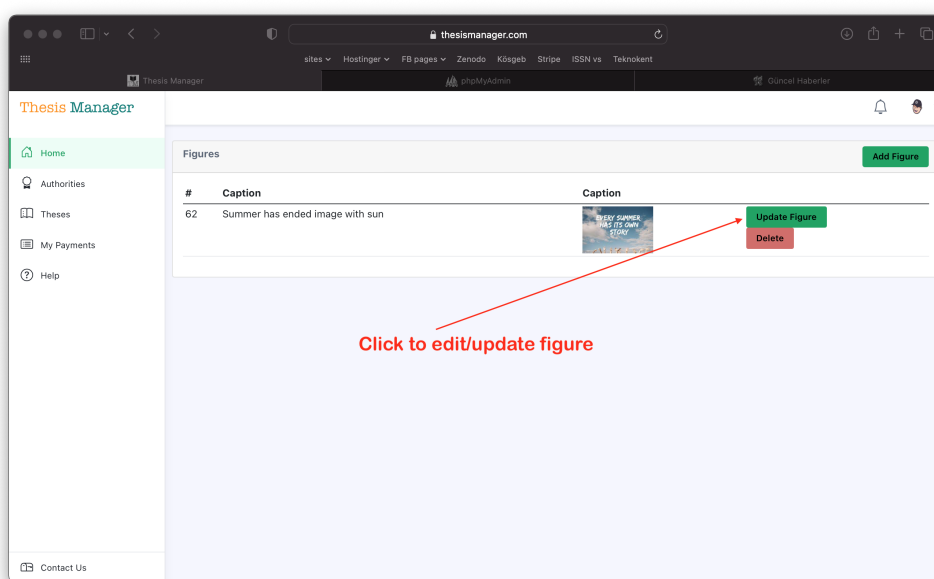 thesismanager.com
sites Hostinger FB pages Zenodo Kösgeb Stripe ISSN vs Teknokent
Thesis Manager phpMyAdmin Güncel Haberler
Thesis Manager
Home
Authorities
Theses
My Payments
Help
Contact Us
Figures Add Figure
# Caption Caption
62 Summer has ended image with sun
EVERY SUMMER
HAS ITS OWN
STORY
Update Figure
Delete
Click to edit/update figure